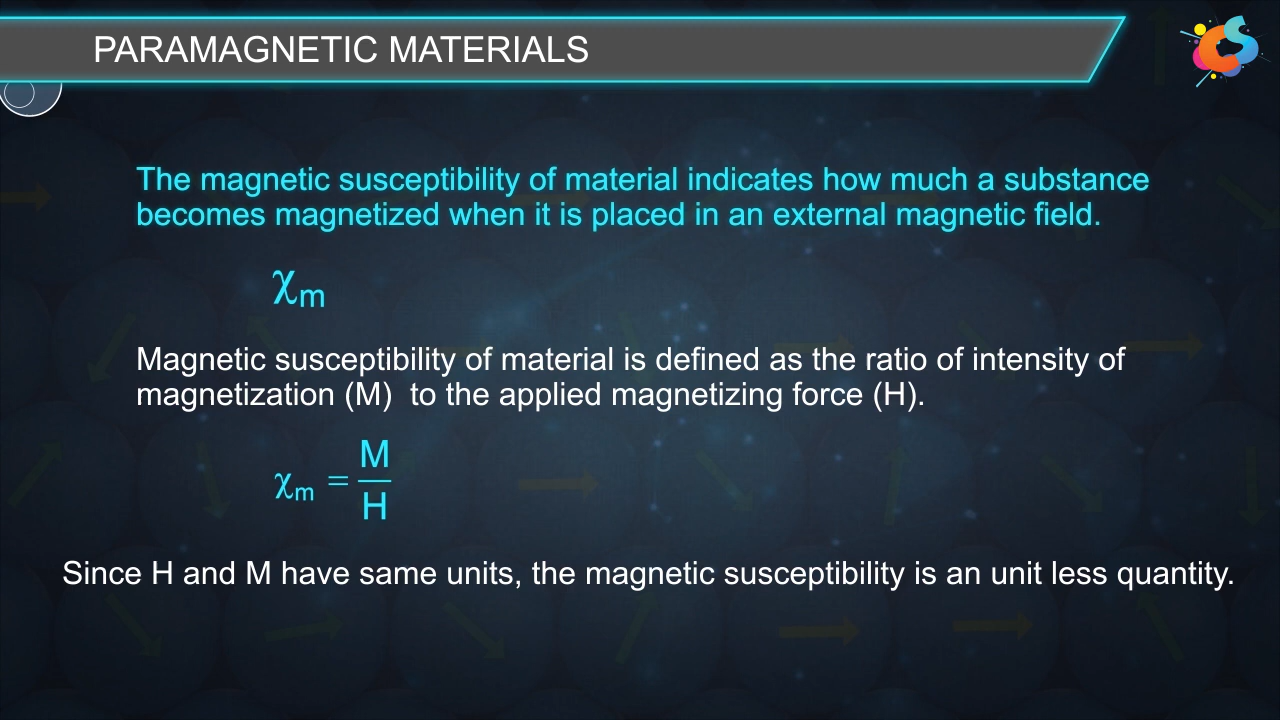 PARAMAGNETIC MATERIALS
The magnetic susceptibility of material indicates how much a substance
becomes magnetized when it is placed in an external magnetic field.
χm
Magnetic susceptibility of material is defined as the ratio of intensity of
magnetization (M)  to the applied magnetizing force (H).
χm = M/H
Since H and M have same units, the magnetic susceptibility is an unit less quantity.